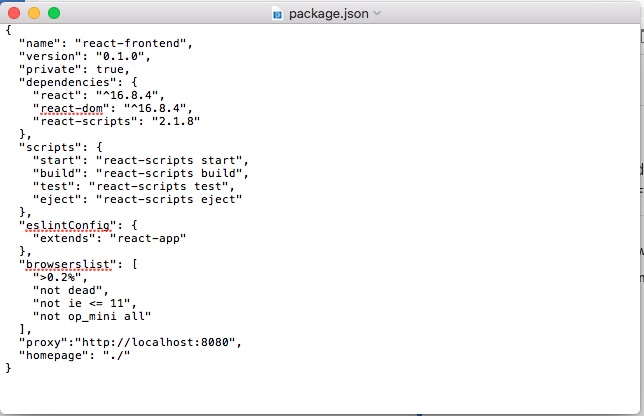 package.json
{
  "name": "react-frontend",
  "version": "0.1.0",
  "private": true,
  "dependencies": {
    "react": "^16.8.4",
    "react-dom": "^16.8.4",
    "react-scripts": "2.1.8"
  },
  "scripts": {
    "start": "react-scripts start",
    "build": "react-scripts build",
    "test": "react-scripts test",
    "eject": "react-scripts eject"
  },
  "eslintConfig": {
    "extends": "react-app"
  },
  "browserslist": [
    ">0.2%",
    "not dead",
    "not ie <= 11",
    "not op_mini all"
  ],
  "proxy":"http://localhost:8080",
  "homepage": "./"
}